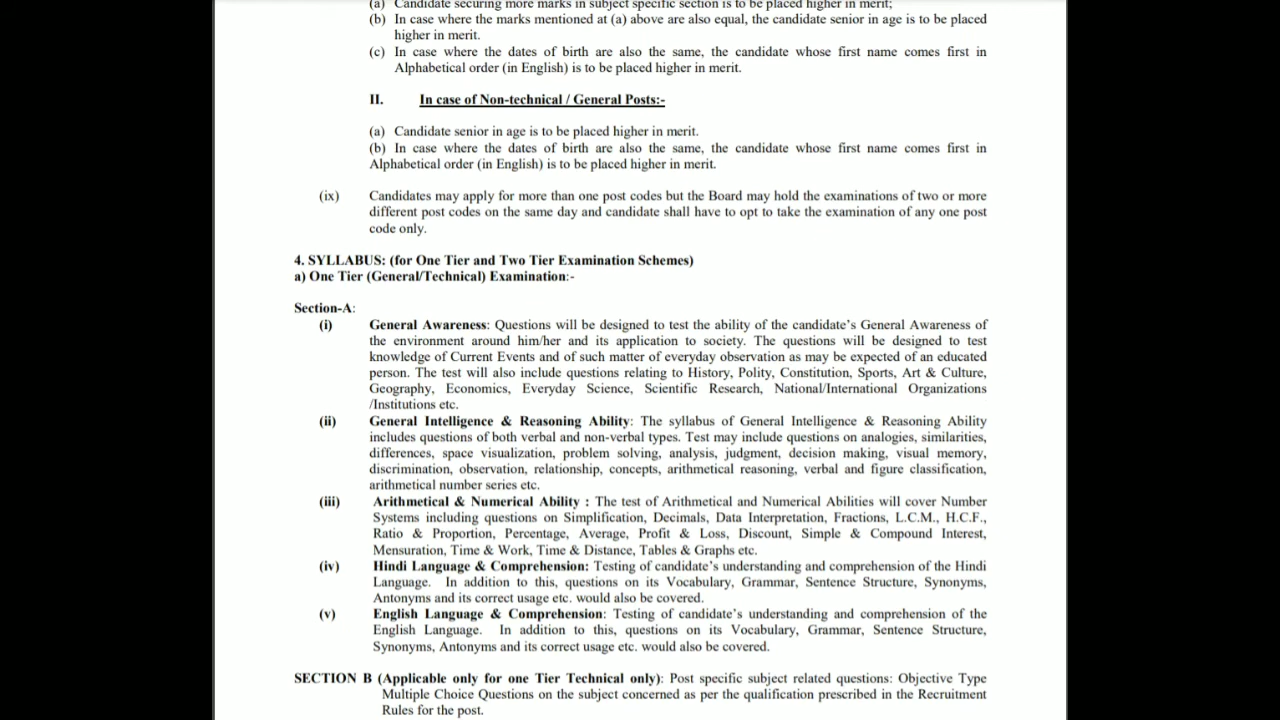 (a) Candidate securing more marks in subject specific section is to be placed higher in merit;
(b) In case where the marks mentioned at (a) above are also equal, the candidate senior in age is to be placed
higher in merit.
(c) In case where the dates of birth are also the same, the candidate whose first name comes first in
Alphabetical order (in English) is to be placed higher in merit.
II. In case of Non-technical / General Posts:-
(a) Candidate senior in age is to be placed higher in merit.
(b) In case where the dates of birth are also the same, the candidate whose first name comes first in
Alphabetical order (in English) is to be placed higher in merit.
(ix) Candidates may apply for more than one post codes but the Board may hold the examinations of two or more
different post codes on the same day and candidate shall have to opt to take the examination of any one post
code only.
4. SYLLABUS: (for One Tier and Two Tier Examination Schemes)
a) One Tier (General/Technical) Examination:-
Section-A:
(i) General Awareness: Questions will be designed to test the ability of the candidate's General Awareness of
the environment around him/her and its application to society. The questions will be designed to test
knowledge of Current Events and of such matter of everyday observation as may be expected of an educated
person. The test will also include questions relating to History, Polity, Constitution, Sports, Art & Culture,
Geography, Economics, Everyday Science, Scientific Research, National/International Organizations
/Institutions etc.
(ii) General Intelligence & Reasoning Ability: The syllabus of General Intelligence & Reasoning Ability
includes questions of both verbal and non-verbal types. Test may include questions on analogies, similarities,
differences, space visualization, problem solving, analysis, judgment, decision making, visual memory,
discrimination, observation, relationship, concepts, arithmetical reasoning, verbal and figure classification,
arithmetical number series etc.
(iii) Arithmetical & Numerical Ability : The test of Arithmetical and Numerical Abilities will cover Number
Systems including questions on Simplification, Decimals, Data Interpretation, Fractions, L.C.M., H.C.F.,
Ratio & Proportion, Percentage, Average, Profit & Loss, Discount, Simple & Compound Interest,
Mensuration, Time & Work, Time & Distance, Tables & Graphs etc.
(iv) Hindi Language & Comprehension: Testing of candidate's understanding and comprehension of the Hindi
Language. In addition to this, questions on its Vocabulary, Grammar, Sentence Structure, Synonyms,
Antonyms and its correct usage etc. would also be covered.
(v) English Language & Comprehension: Testing of candidate's understanding and comprehension of the
English Language. In addition to this, questions on its Vocabulary, Grammar, Sentence Structure,
Synonyms, Antonyms and its correct usage etc. would also be covered.
SECTION B (Applicable only for one Tier Technical only): Post specific subject related questions: Objective Type
Multiple Choice Questions on the subject concerned as per the qualification prescribed in the Recruitment
Rules for the post.